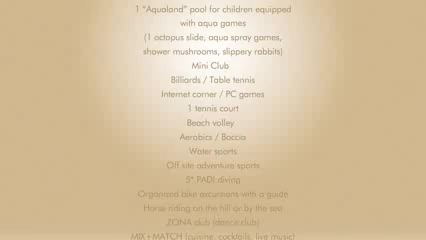 1 “Aqualand” pool for children equipped
with aqua games
(1 octopus slide, aqua spray games,
shower mushrooms, slippery rabbits)
Mini Club
Billiards / Table tennis
Internet corner / PC games
1 tennis court
Beach volley
Aerobics / Boccia
Water sports
Off site adventure sports
5* PADI diving
Organized bike excursions with a guide
Horse riding on the hill or by the sea
ZONA club (dance club)
MIX+MATCH (cuisine, cocktails, live music)